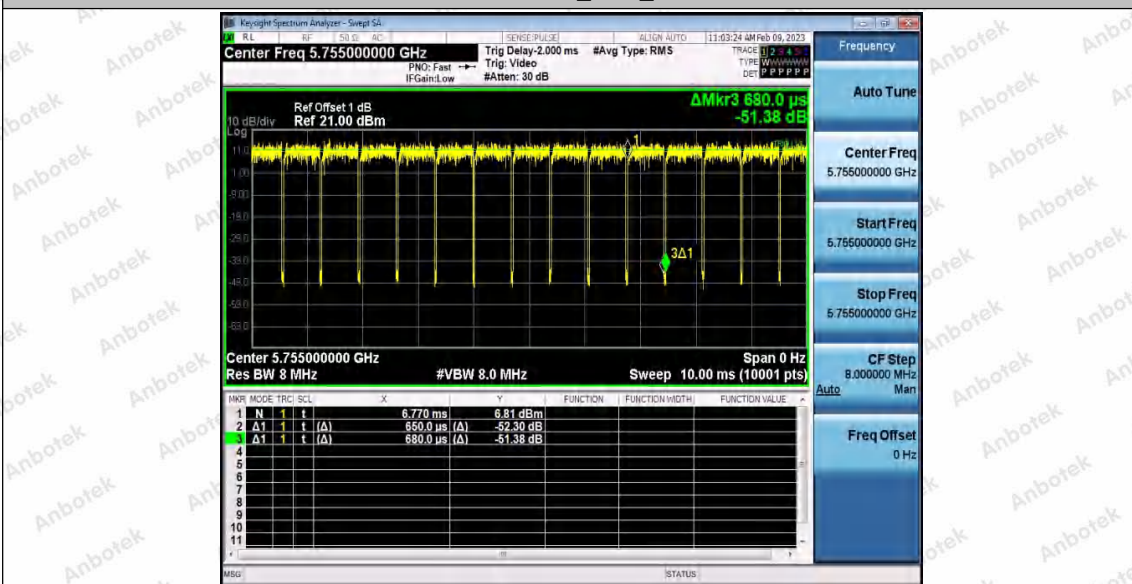 Keysight Spectrum Analyzer - Swept SA
RL RF 50 Ω AC SENSE:PULSE ALIGN AUTO 11:03:24 AM Feb 09, 2023
Center Freq 5.755000000 GHz
PNO: Fast
IFGain:Low
Trig Delay-2.000 ms
Trig: Video
#Atten: 30 dB
#Avg Type: RMS
TRACE 1 2 3 4 5 6
TYPE WWWWWW
DET P P P P P P
Ref Offset 1 dB
10 dB/div Ref 21.00 dBm
Log
ΔMkr3 680.0 µs
-51.38 dB
11.0
1.00
-9.00
-19.0
-29.0
-39.0
-49.0
-59.0
-69.0
1
3Δ1
Center 5.755000000 GHz Span 0 Hz
Res BW 8 MHz #VBW 8.0 MHz Sweep 10.00 ms (10001 pts)
MKR MODE TRC SCL X Y FUNCTION FUNCTION WIDTH FUNCTION VALUE
1 N 1 t 6.770 ms 6.81 dBm
2 Δ1 1 t (Δ) 650.0 µs (Δ) -52.30 dB
3 Δ1 1 t (Δ) 680.0 µs (Δ) -51.38 dB
4
5
6
7
8
9
10
11
MSG STATUS
Frequency
Auto Tune
Center Freq
5.755000000 GHz
Start Freq
5.755000000 GHz
Stop Freq
5.755000000 GHz
CF Step
8.000000 MHz
Auto Man
Freq Offset
0 Hz
Anbotek